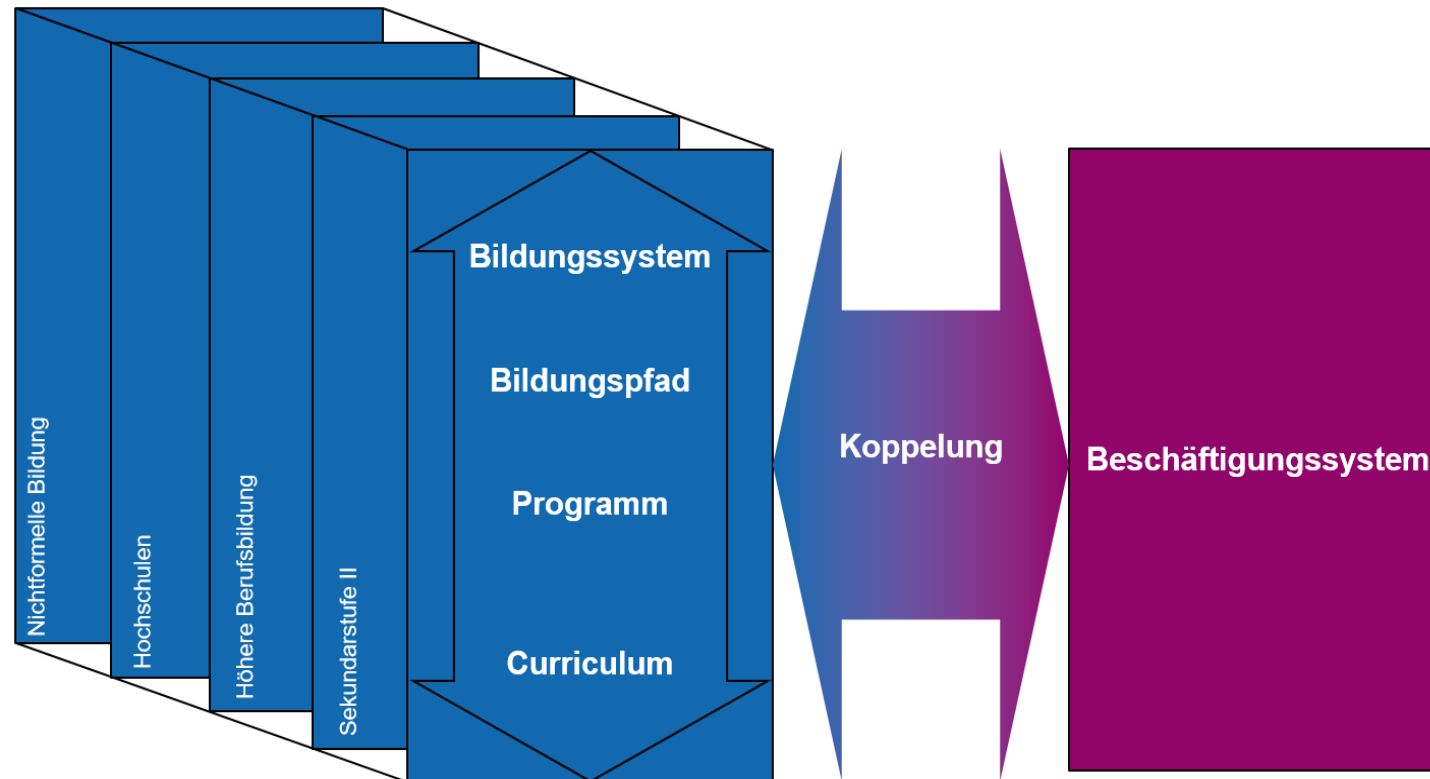 Nichtformelle Bildung
Hochschulen
Höhere Berufsbildung
Sekundarstufe II
Bildungssystem
Bildungspfad
Programm
Curriculum
Koppelung
Beschäftigungssystem